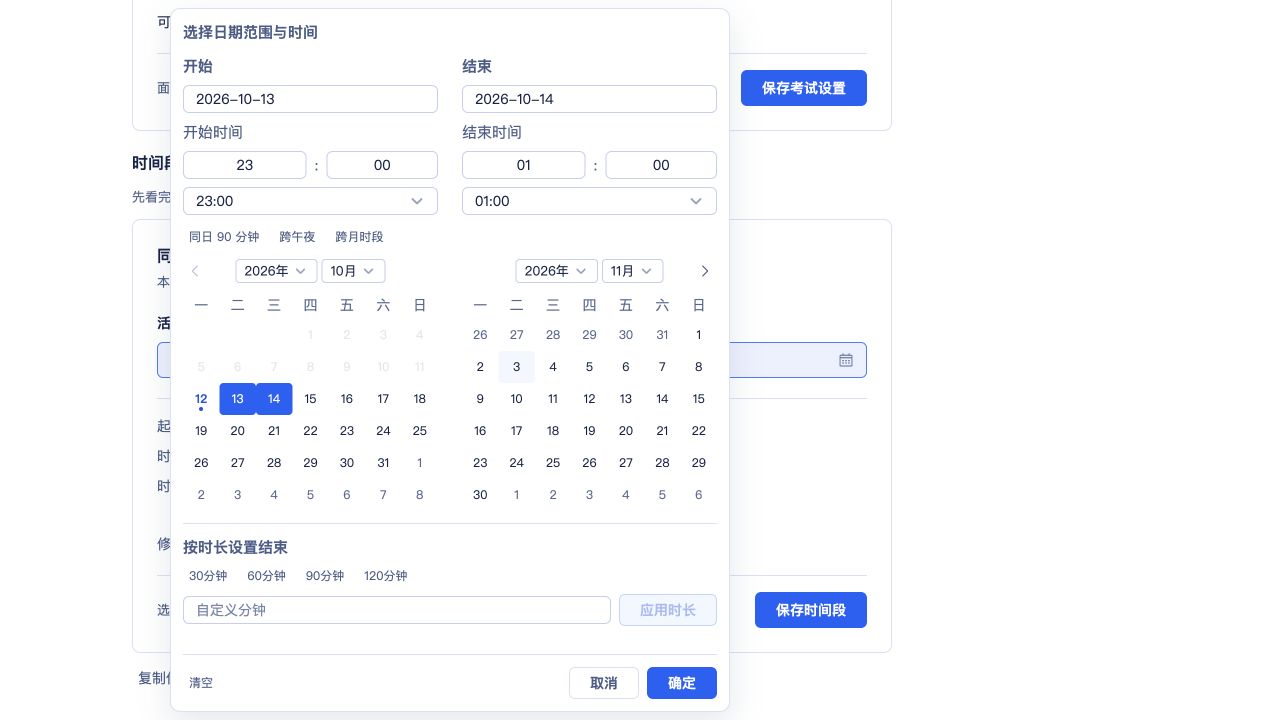 选择日期范围与时间
可
开始 结束
2026-10-13 2026-10-14
面 保存考试设置
开始时间 结束时间
时间段
23 : 00 01 : 00
先看完
23:00 01:00
同日 90 分钟 跨午夜 跨月时段
同
本
2026年 10月 2026年 11月
一 二 三 四 五 六 日 一 二 三 四 五 六 日
活
1 2 3 4 26 27 28 29 30 31 1
5 6 7 8 9 10 11 2 3 4 5 6 7 8
12 13 14 15 16 17 18 9 10 11 12 13 14 15
起
19 20 21 22 23 24 25 16 17 18 19 20 21 22
时
26 27 28 29 30 31 1 23 24 25 26 27 28 29
时
2 3 4 5 6 7 8 30 1 2 3 4 5 6
修
按时长设置结束
30分钟 60分钟 90分钟 120分钟
选 自定义分钟 应用时长 保存时间段
复制
清空 取消 确定